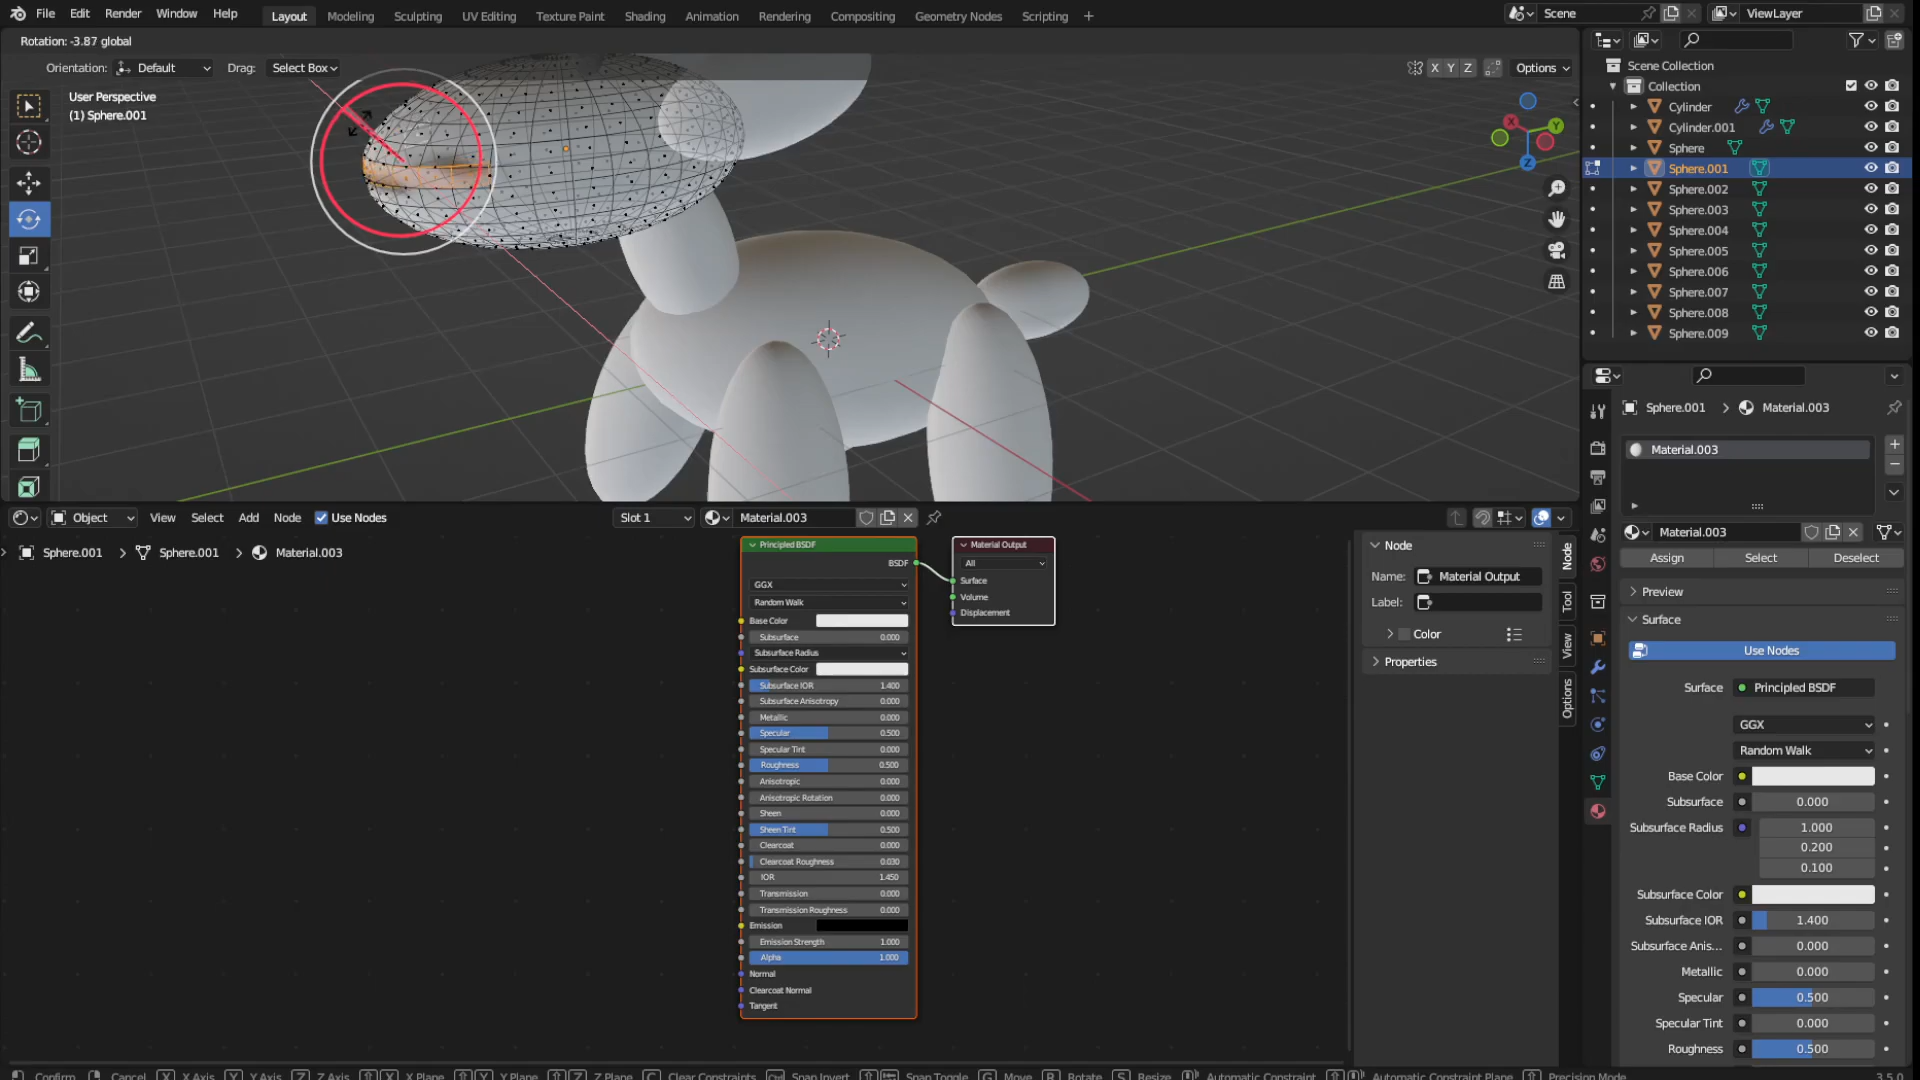 File Edit Render Window Help Layout Modeling Sculpting UV Editing Texture Paint Shading Animation Rendering Compositing Geometry Nodes Scripting + Scene ViewLayer
Rotation: -3.87 global
Orientation: Default Drag: Select Box X Y Z Options
User Perspective
(1) Sphere.001
X Y Z
Scene Collection
Collection
Cylinder
Cylinder.001
Sphere
Sphere.001
Sphere.002
Sphere.003
Sphere.004
Sphere.005
Sphere.006
Sphere.007
Sphere.008
Sphere.009
Sphere.001 > Material.003
Material.003
Material.003
Assign Select Deselect
Preview
Surface
Use Nodes
Surface Principled BSDF
GGX
Random Walk
Base Color
Subsurface 0.000
Subsurface Radius 1.000
0.200
0.100
Subsurface Color
Subsurface IOR 1.400
Subsurface Anis... 0.000
Metallic 0.000
Specular 0.500
Specular Tint 0.000
Roughness 0.500
Object View Select Add Node Use Nodes Slot 1 Material.003
Sphere.001 > Sphere.001 > Material.003
Principled BSDF
BSDF
GGX
Random Walk
Base Color
Subsurface 0.000
Subsurface Radius
Subsurface Color
Subsurface IOR 1.400
Subsurface Anisotropy 0.000
Metallic 0.000
Specular 0.500
Specular Tint 0.000
Roughness 0.500
Anisotropic 0.000
Anisotropic Rotation 0.000
Sheen 0.000
Sheen Tint 0.500
Clearcoat 0.000
Clearcoat Roughness 0.030
IOR 1.450
Transmission 0.000
Transmission Roughness 0.000
Emission
Emission Strength 1.000
Alpha 1.000
Normal
Clearcoat Normal
Tangent
Material Output
All
Surface
Volume
Displacement
Node
Name: Material Output
Label:
Color
Properties
Node
Tool
View
Options
Confirm Cancel X X Axis Y Y Axis Z Z Axis X X Plane Y Y Plane Z Z Plane C Clear Constraints Ctrl Snap Invert Snap Toggle G Move R Rotate S Resize Automatic Constraint Automatic Constraint Plane Precision Mode 3.5.0